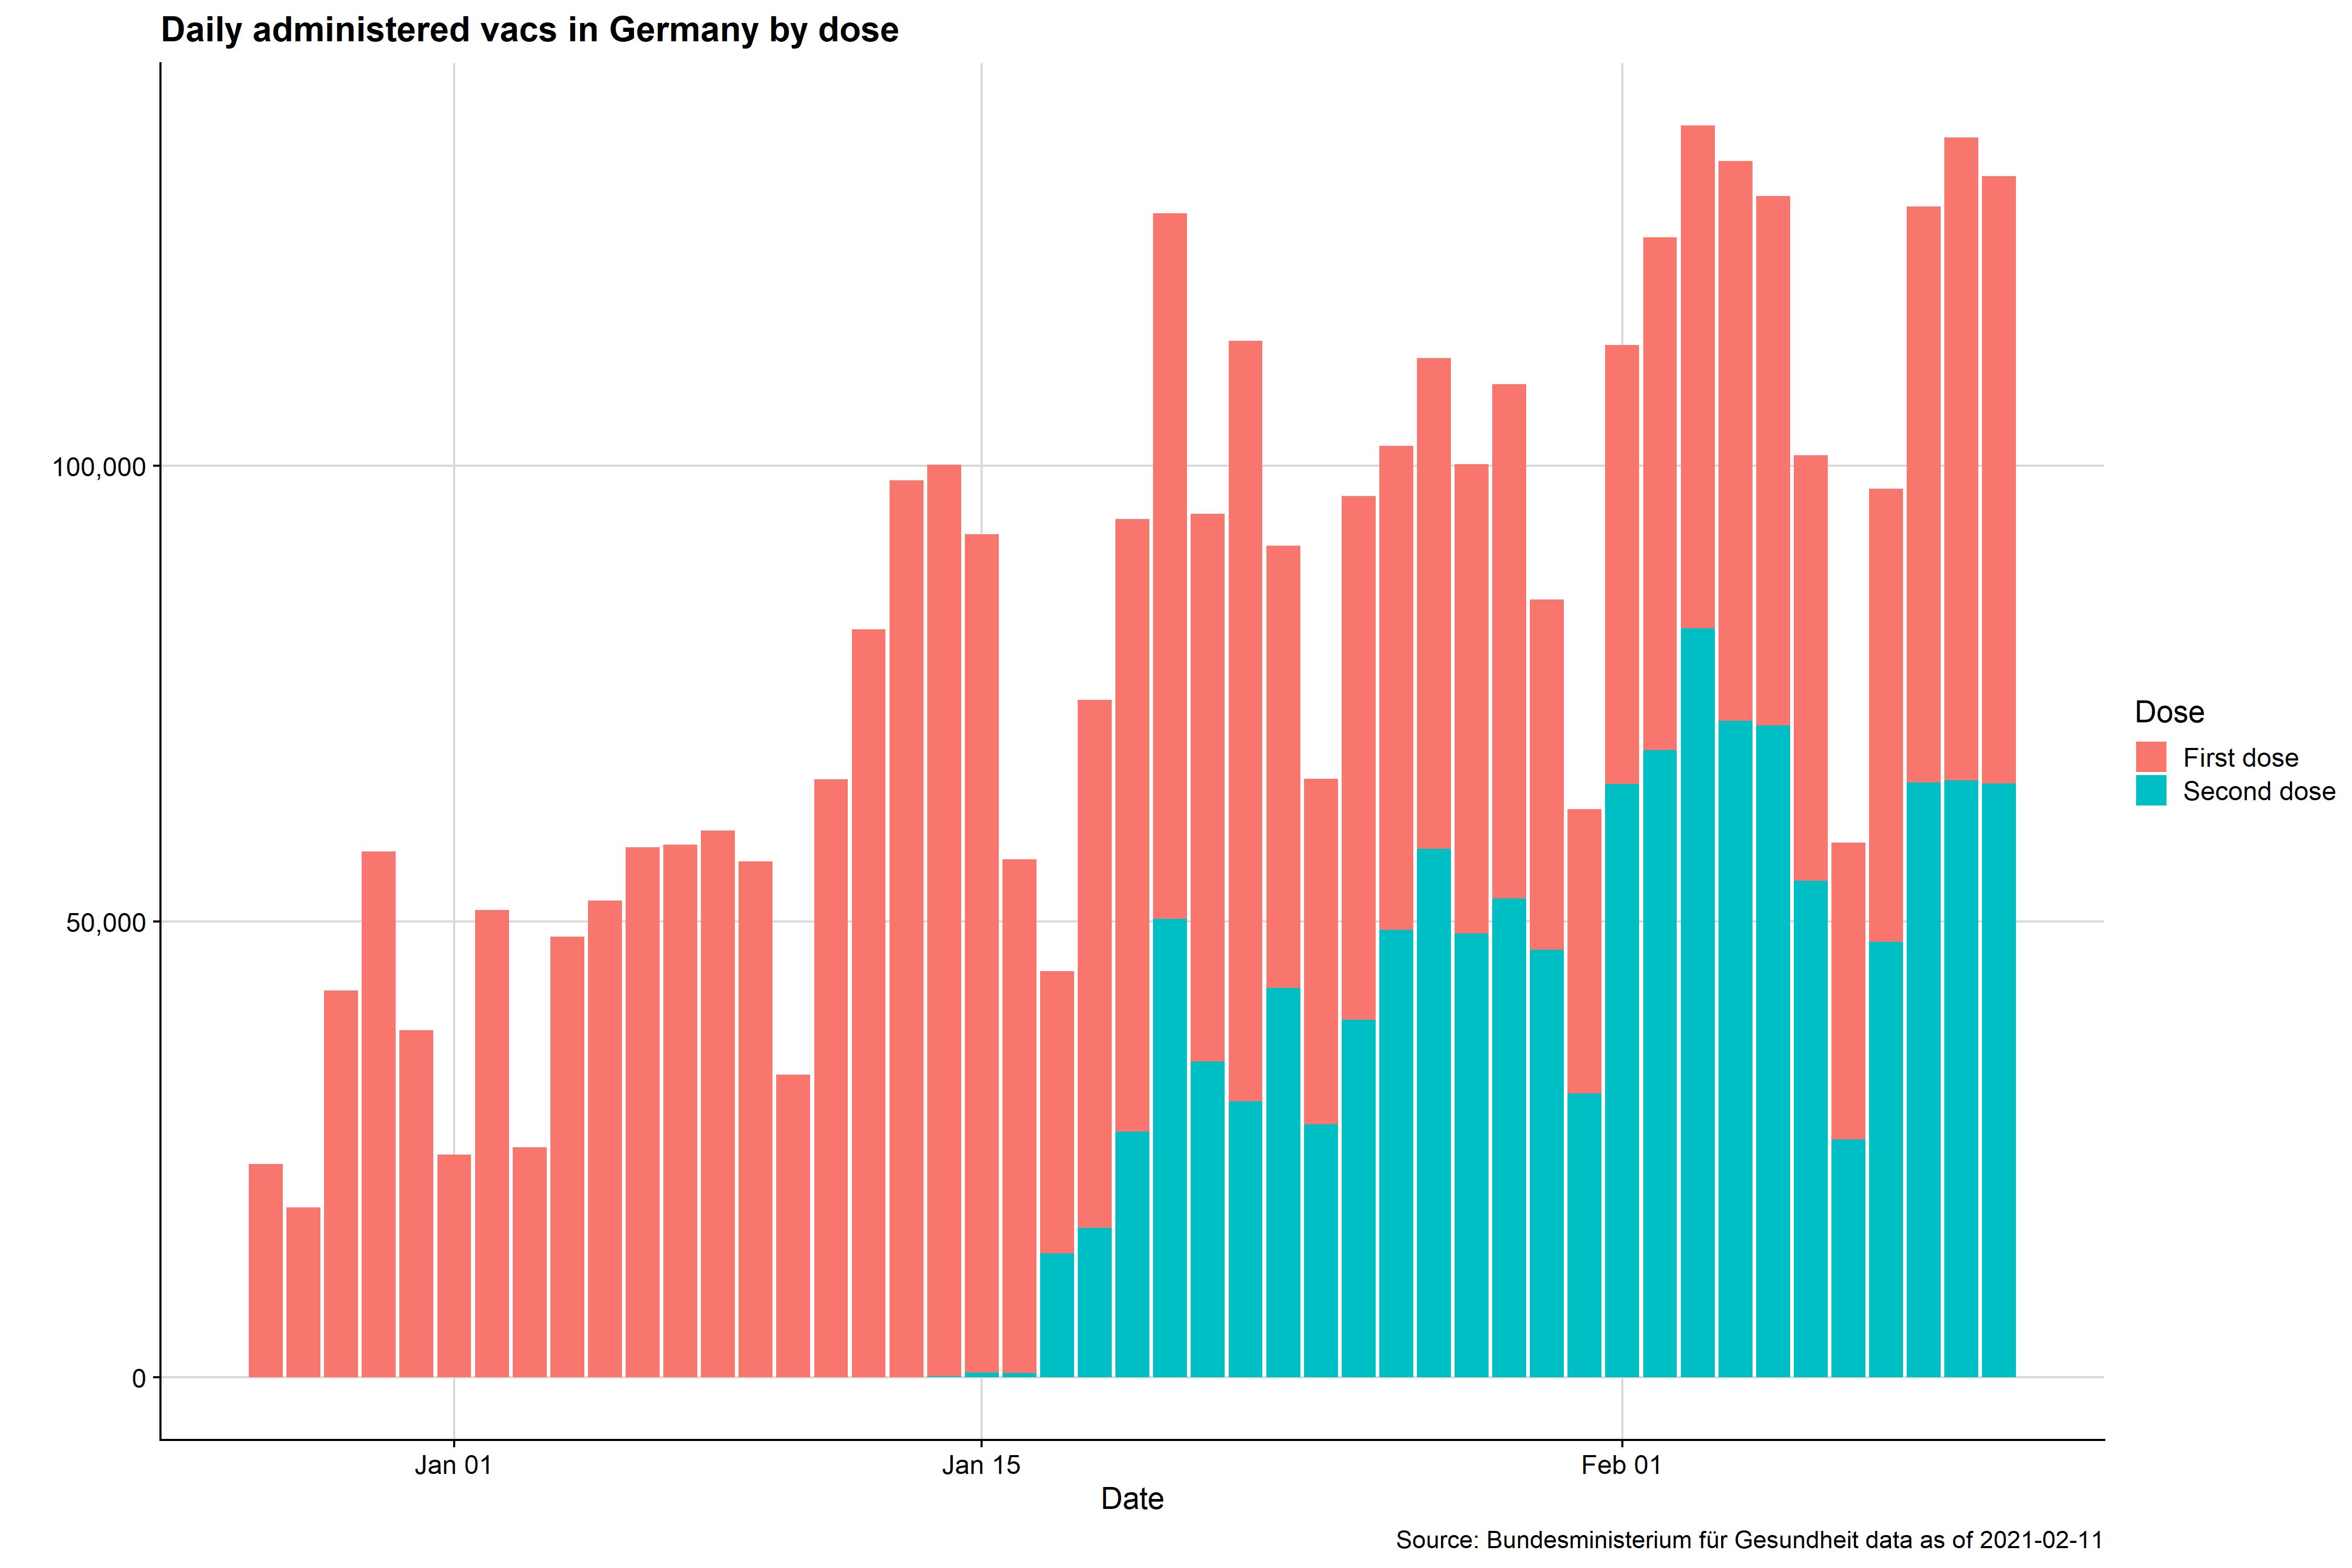 Daily administered vacs in Germany by dose
100,000
50,000
0
Jan 01
Jan 15
Feb 01
Date
Dose
First dose
Second dose
Source: Bundesministerium für Gesundheit data as of 2021-02-11